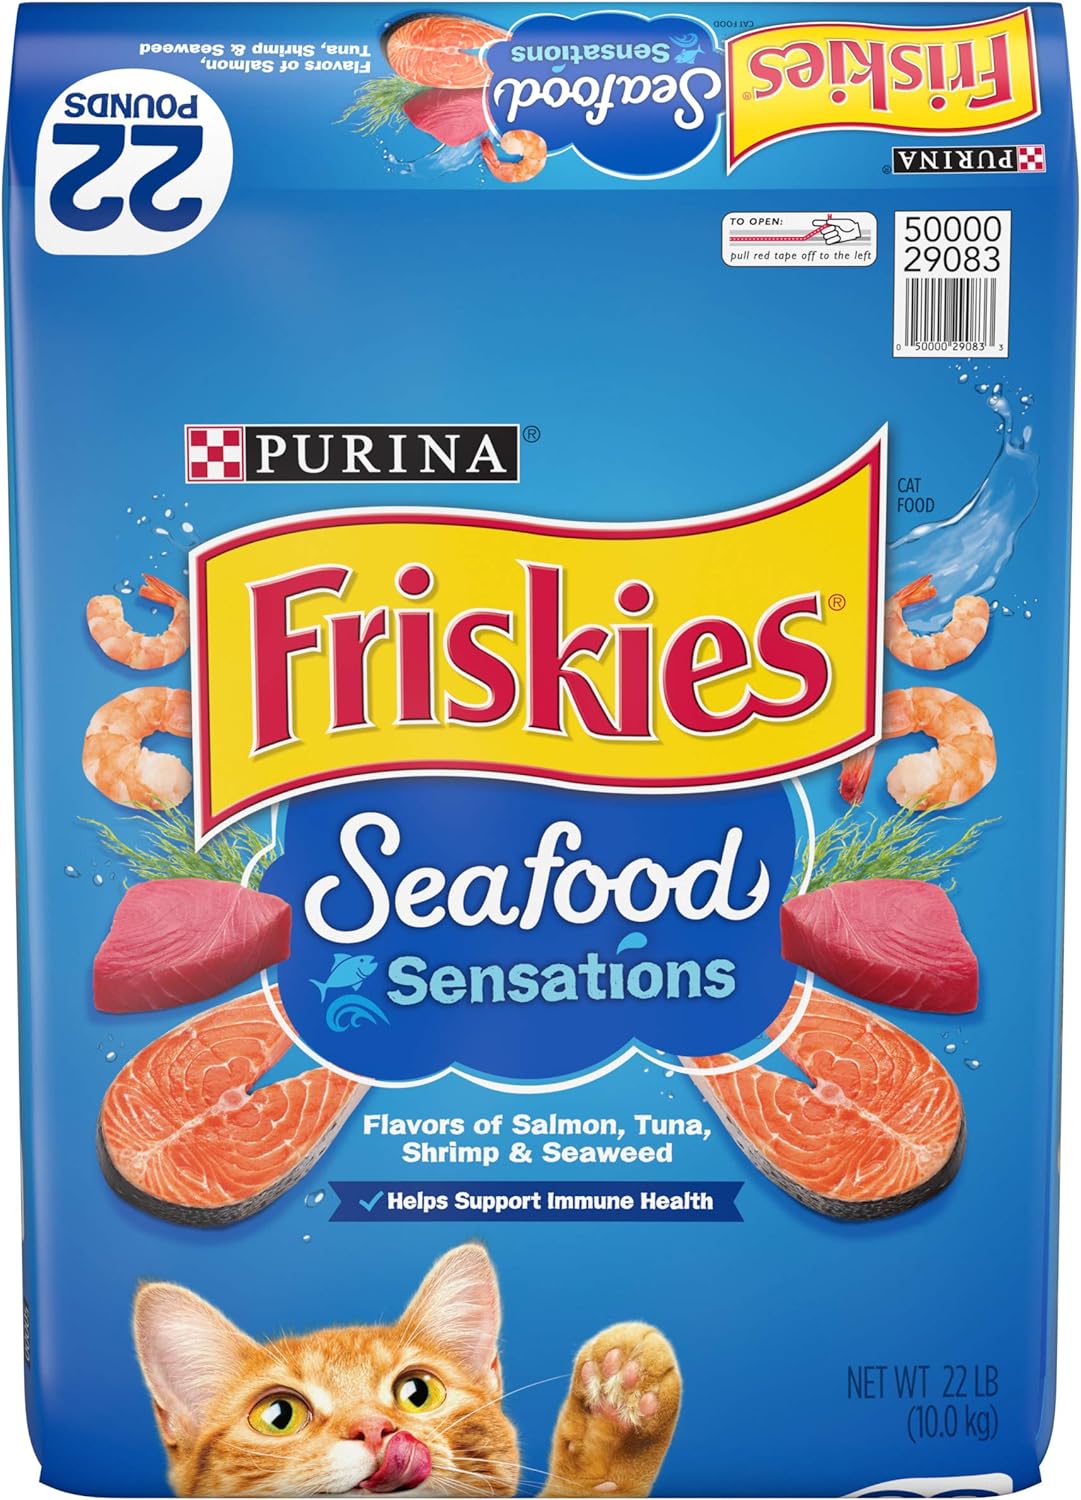 Flavors of Salmon,
Tuna, Shrimp & Seaweed
22
POUNDS
CAT FOOD
Friskies®
Seafood
Sensations
PURINA®
TO OPEN:
pull red tape off to the left
50000
29083
0 50000 29083 3
PURINA®
CAT
FOOD
Friskies®
Seafood
Sensations
Flavors of Salmon, Tuna,
Shrimp & Seaweed
Helps Support Immune Health
NET WT 22 LB
(10.0 kg)